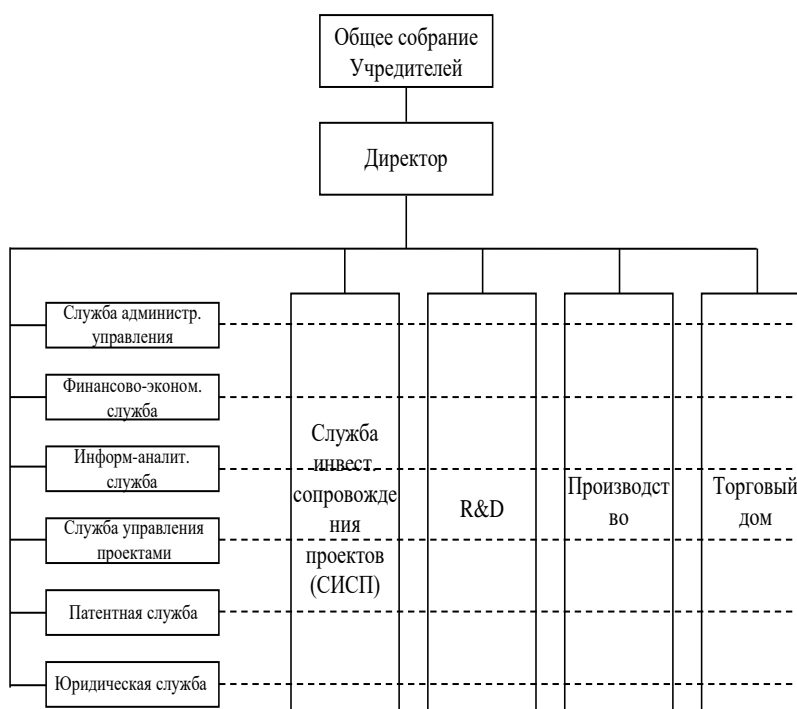 Общее собрание
Учредителей
Директор
Служба администр.
управления
Финансово-эконом.
служба
Информ-аналит.
служба
Служба управления
проектами
Патентная служба
Юридическая служба
Служба
инвест.
сопровожде
ния
проектов
(СИСП)
R&D
Производст
во
Торговый
дом